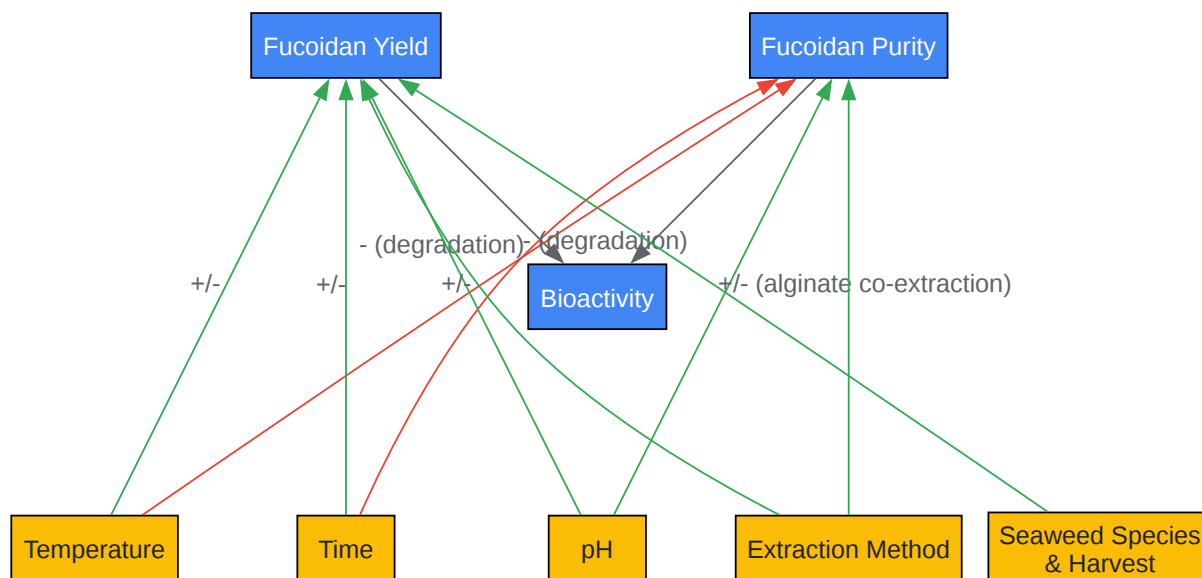 Fucoidan Yield
Fucoidan Purity
- (degradation)
- (degradation)
+/-
+/-
+/-
+/- (alginate co-extraction)
Bioactivity
Temperature
Time
pH
Extraction Method
Seaweed Species
& Harvest